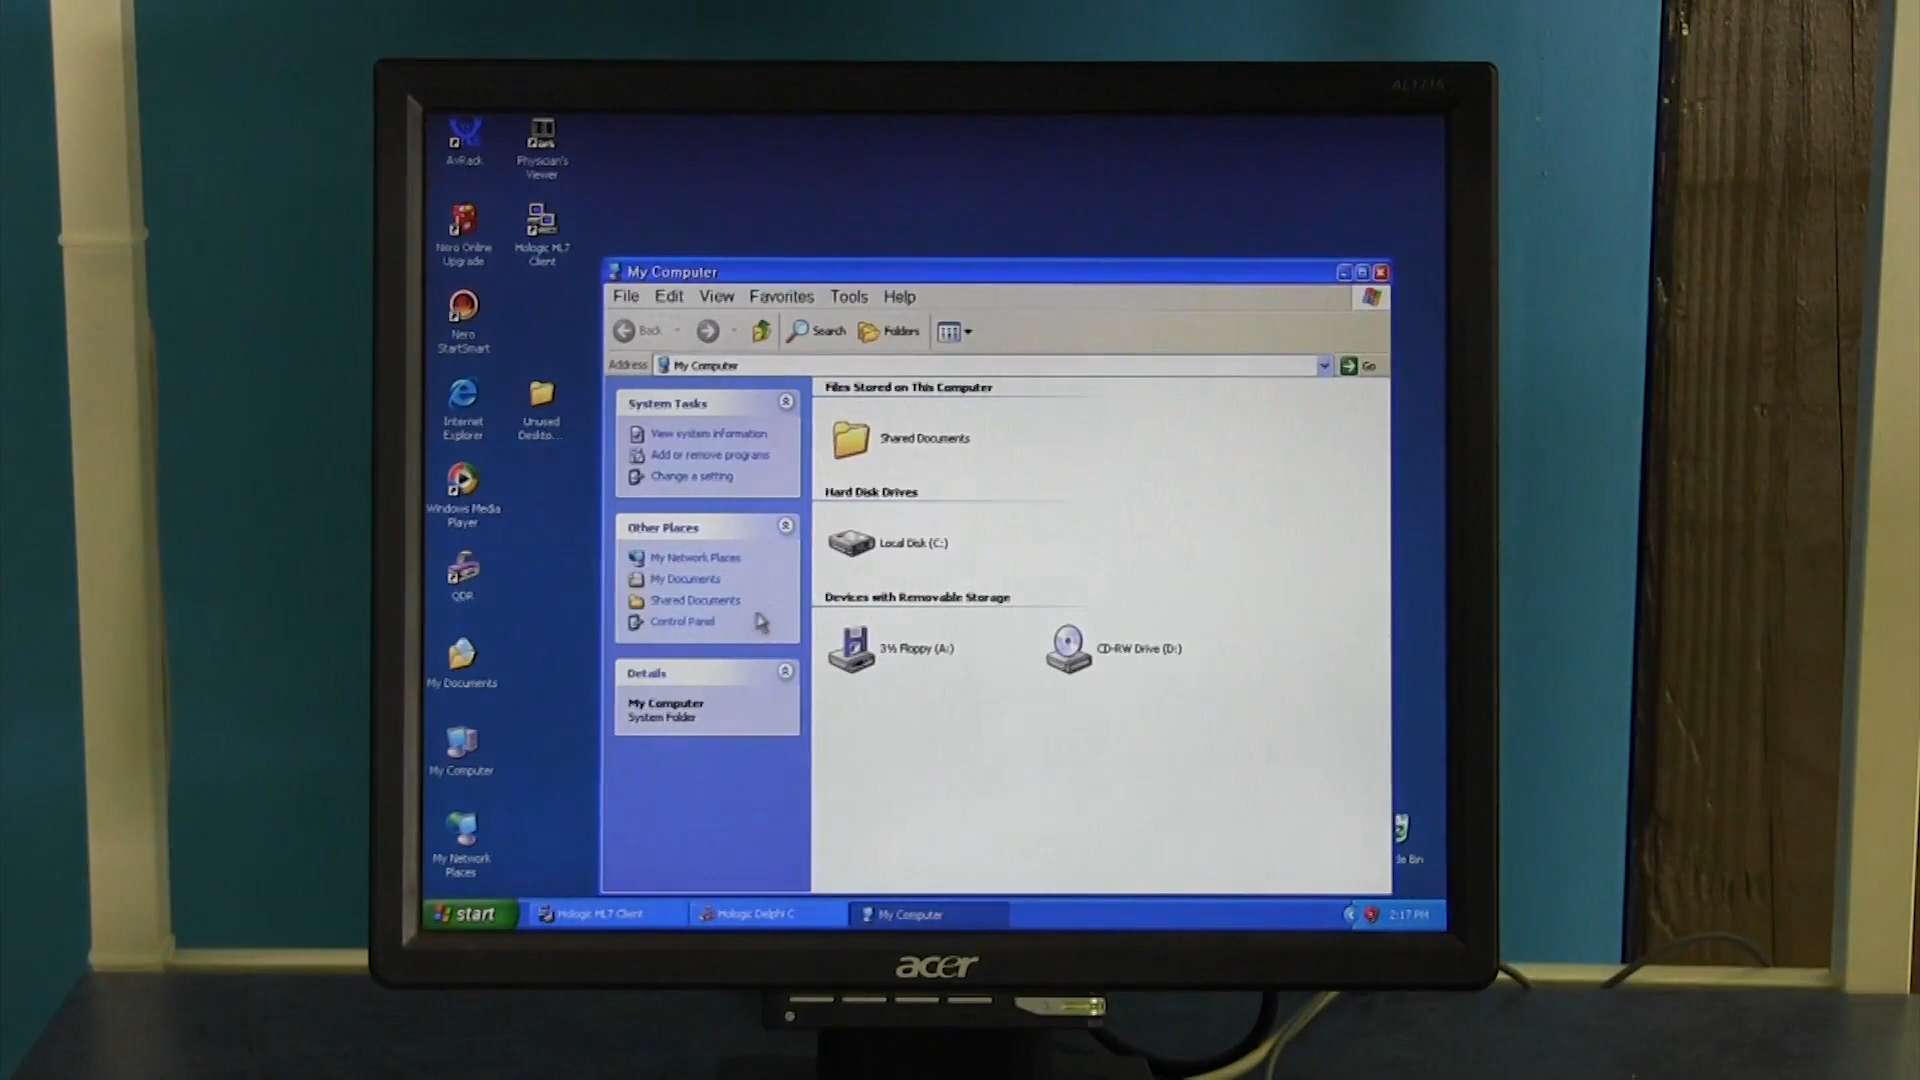 AL1716
AvRack
Physician's
Viewer
Nero Online
Upgrade
Hologic HL7
Client
Nero
StartSmart
Internet
Explorer
Unused
Deskto...
Windows Media
Player
QDR
My Documents
My Computer
My Network
Places
My Computer
File Edit View Favorites Tools Help
Back Search Folders
Address My Computer Go
System Tasks
View system information
Add or remove programs
Change a setting
Other Places
My Network Places
My Documents
Shared Documents
Control Panel
Details
My Computer
System Folder
Files Stored on This Computer
Shared Documents
Hard Disk Drives
Local Disk (C:)
Devices with Removable Storage
3½ Floppy (A:)
CD-RW Drive (D:)
le Bin
start Hologic HL7 Client Hologic Delphi C My Computer 2:17 PM
acer